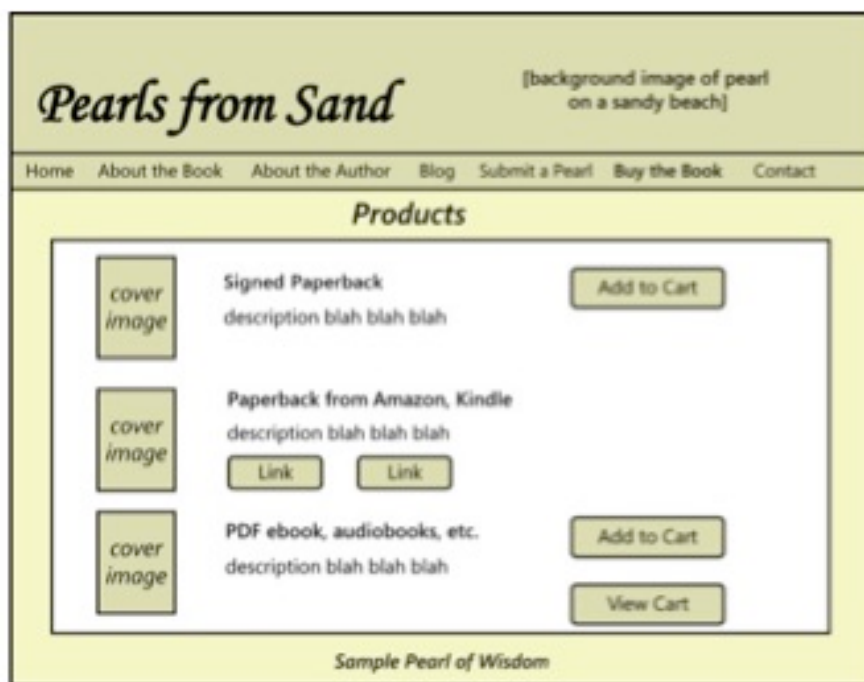 Pearls from Sand
[background image of pearl
on a sandy beach]
Home About the Book About the Author Blog Submit a Pearl Buy the Book Contact
Products
cover
image
Signed Paperback
description blah blah blah
Add to Cart
cover
image
Paperback from Amazon, Kindle
description blah blah blah
Link Link
cover
image
PDF ebook, audiobooks, etc.
description blah blah blah
Add to Cart
View Cart
Sample Pearl of Wisdom